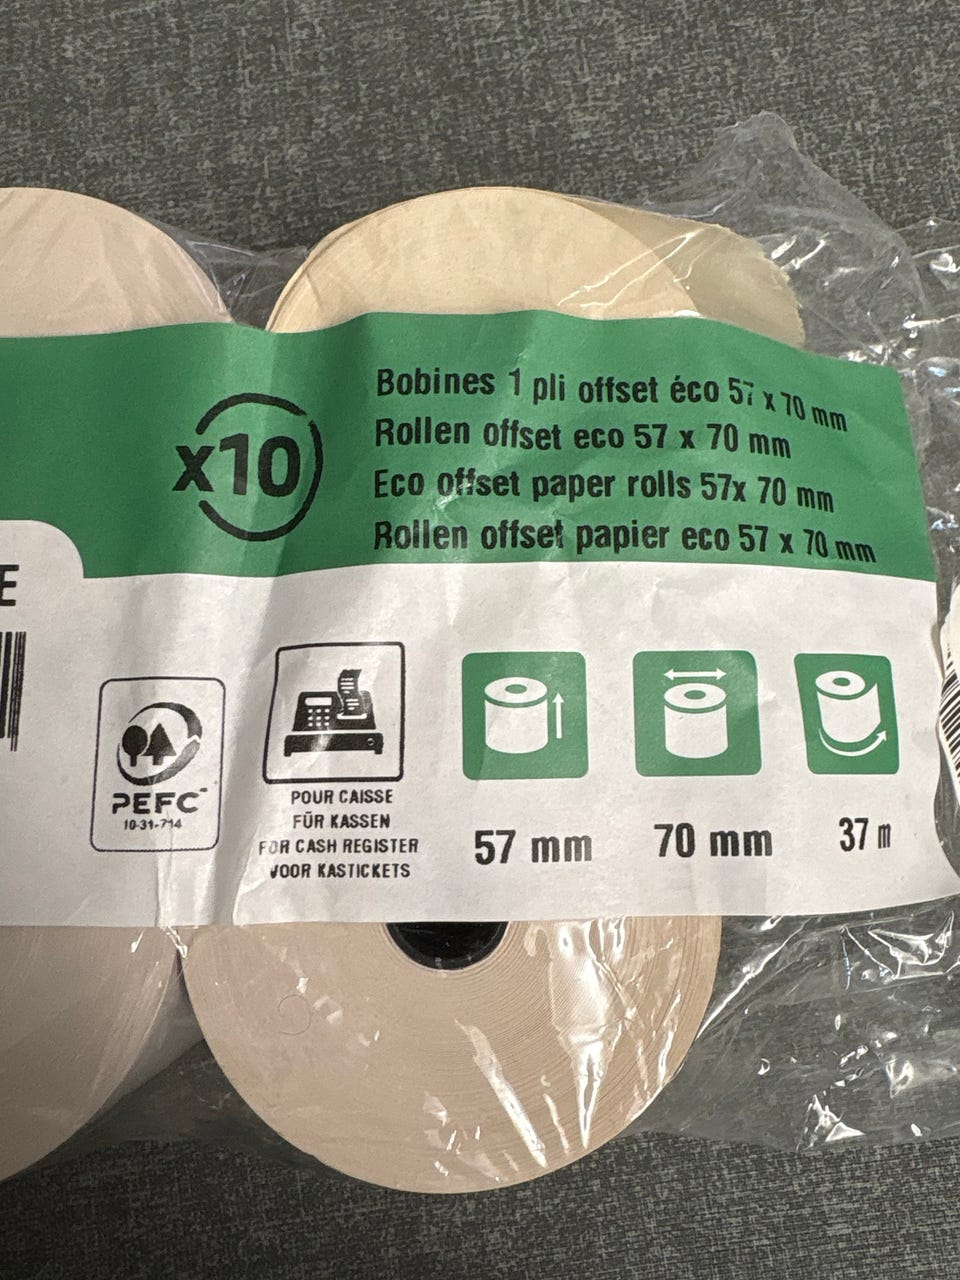 x10
Bobines 1 pli offset éco 57 x 70 mm
Rollen offset eco 57 x 70 mm
Eco offset paper rolls 57x 70 mm
Rollen offset papier eco 57 x 70 mm
E
PEFC™
10-31-714
POUR CAISSE
FÜR KASSEN
FOR CASH REGISTER
VOOR KASTICKETS
57 mm
70 mm
37 m